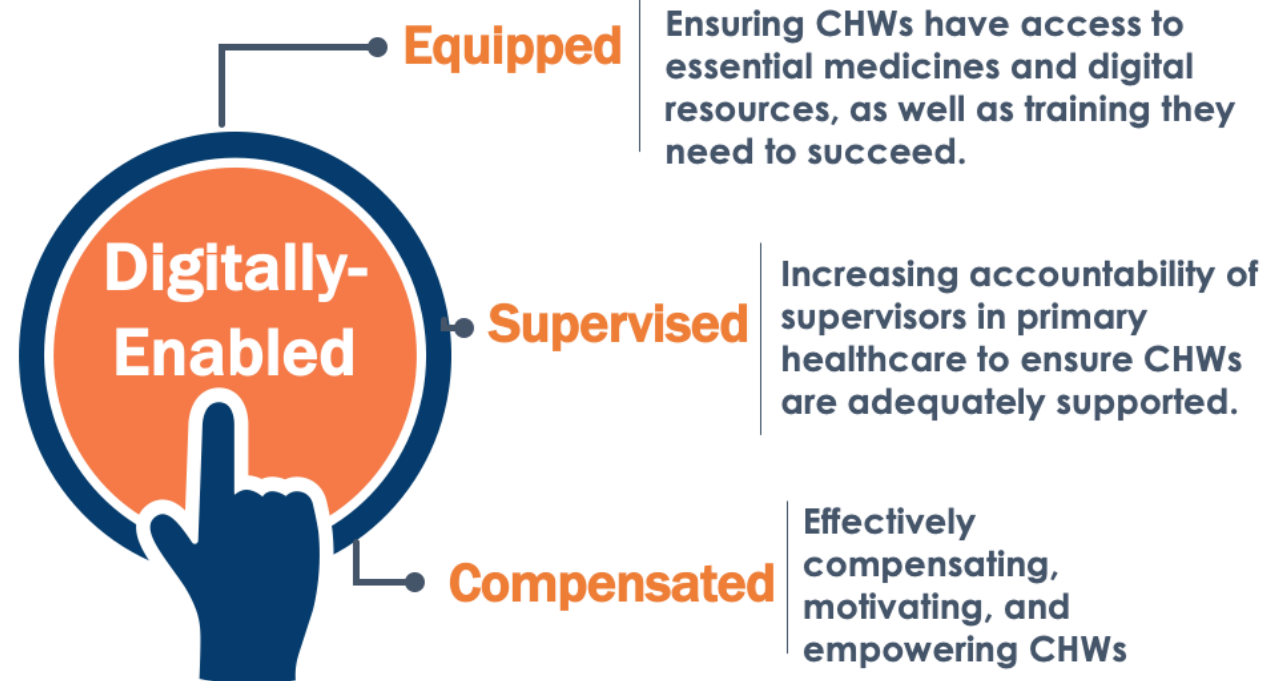 Equipped
Ensuring CHWs have access to
essential medicines and digital
resources, as well as training they
need to succeed.
Digitally-
Enabled
Supervised
Increasing accountability of
supervisors in primary
healthcare to ensure CHWs
are adequately supported.
Compensated
Effectively
compensating,
motivating, and
empowering CHWs